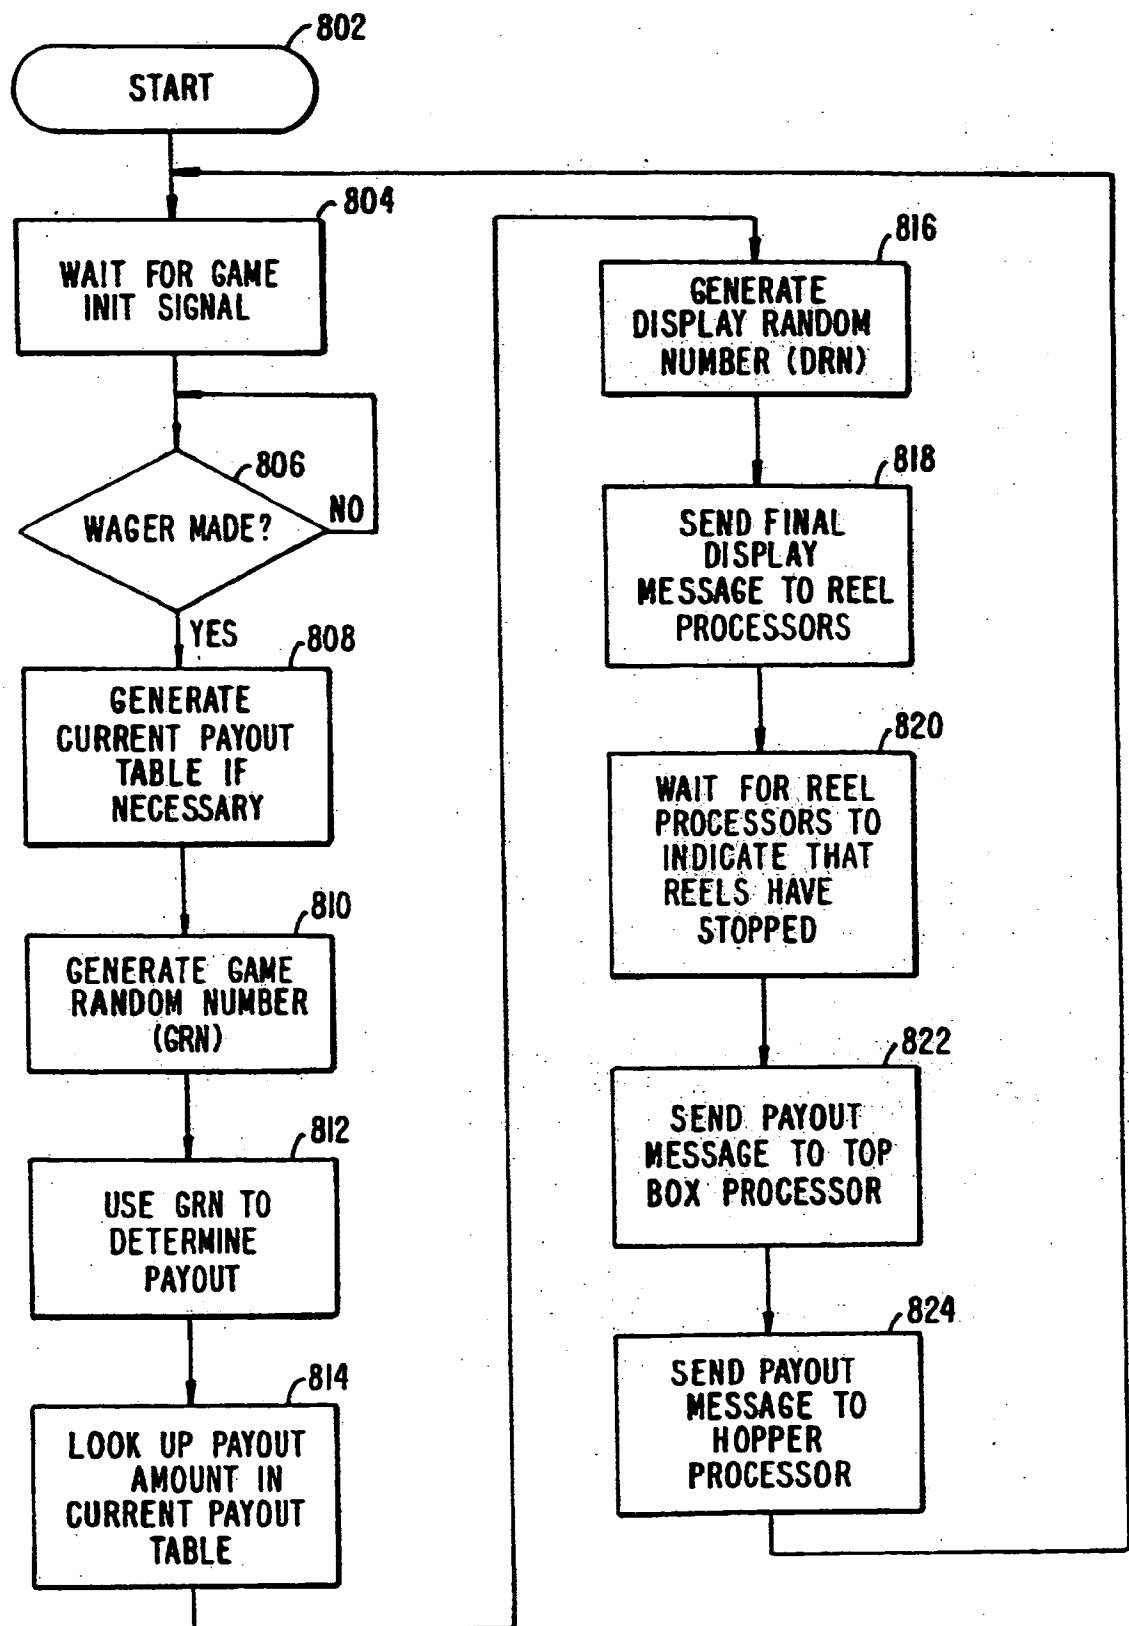 802
START
804
WAIT FOR GAME
INIT SIGNAL
806
WAGER MADE?
NO
YES
808
GENERATE
CURRENT PAYOUT
TABLE IF
NECESSARY
810
GENERATE GAME
RANDOM NUMBER
(GRN)
812
USE GRN TO
DETERMINE
PAYOUT
814
LOOK UP PAYOUT
AMOUNT IN
CURRENT PAYOUT
TABLE
816
GENERATE
DISPLAY RANDOM
NUMBER (DRN)
818
SEND FINAL
DISPLAY
MESSAGE TO REEL
PROCESSORS
820
WAIT FOR REEL
PROCESSORS TO
INDICATE THAT
REELS HAVE
STOPPED
822
SEND PAYOUT
MESSAGE TO TOP
BOX PROCESSOR
824
SEND PAYOUT
MESSAGE TO
HOPPER
PROCESSOR